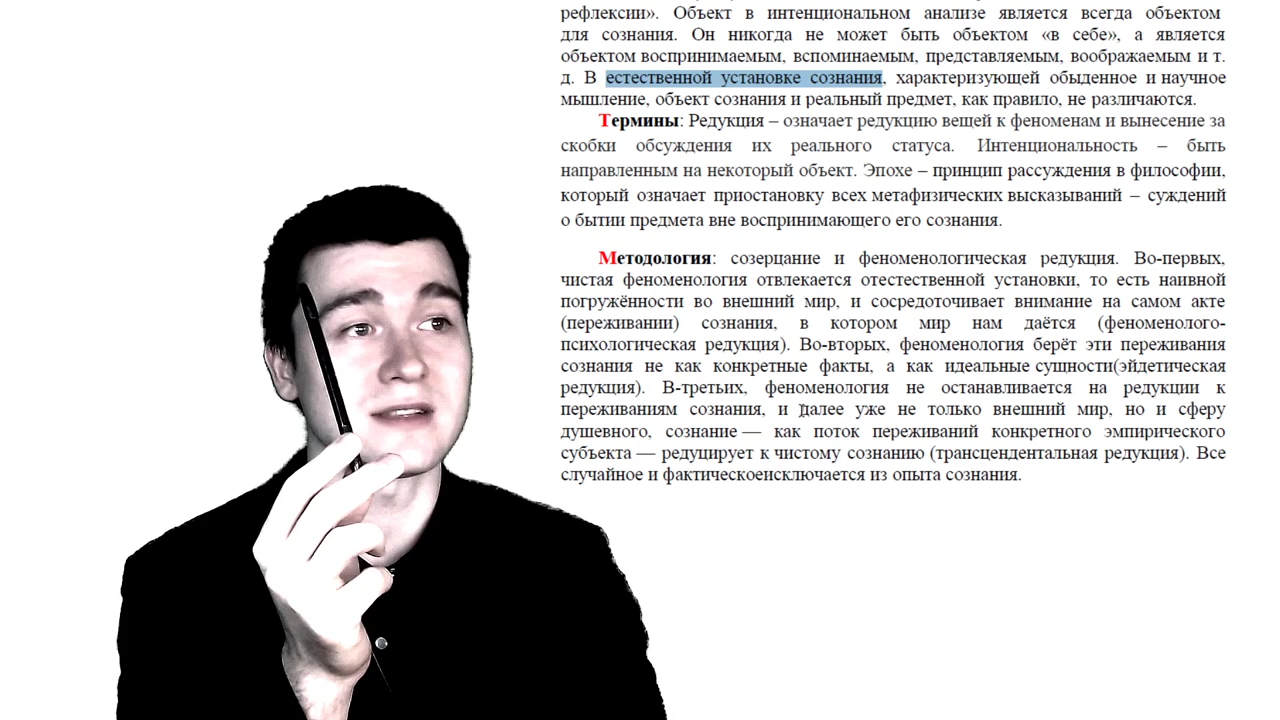 рефлексии». Объект в интенциональном анализе является всегда объектом
для сознания. Он никогда не может быть объектом «в себе», а является
объектом воспринимаемым, вспоминаемым, представляемым, воображаемым и т.
д. В естественной установке сознания, характеризующей обыденное и научное
мышление, объект сознания и реальный предмет, как правило, не различаются.
Термины: Редукция – означает редукцию вещей к феноменам и вынесение за
скобки обсуждения их реального статуса. Интенциональность – быть
направленным на некоторый объект. Эпохе – принцип рассуждения в философии,
который означает приостановку всех метафизических высказываний – суждений
о бытии предмета вне воспринимающего его сознания.
Методология: созерцание и феноменологическая редукция. Во-первых,
чистая феноменология отвлекается отестественной установки, то есть наивной
погружённости во внешний мир, и сосредоточивает внимание на самом акте
(переживании) сознания, в котором мир нам даётся (феноменолого-
психологическая редукция). Во-вторых, феноменология берёт эти переживания
сознания не как конкретные факты, а как идеальные сущности(эйдетическая
редукция). В-третьих, феноменология не останавливается на редукции к
переживаниям сознания, и далее уже не только внешний мир, но и сферу
душевного, сознание — как поток переживаний конкретного эмпирического
субъекта — редуцирует к чистому сознанию (трансцендентальная редукция). Все
случайное и фактическоеисключается из опыта сознания.